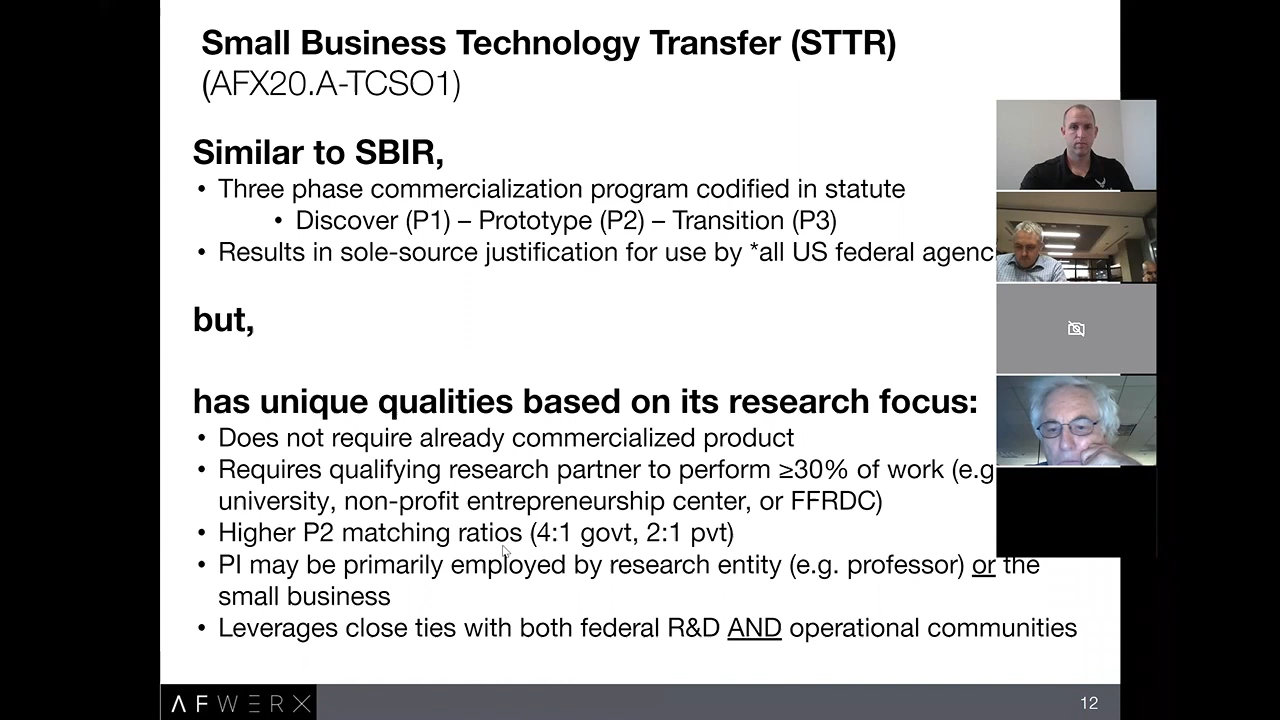 Small Business Technology Transfer (STTR)
(AFX20.A-TCSO1)
Similar to SBIR,
• Three phase commercialization program codified in statute
• Discover (P1) – Prototype (P2) – Transition (P3)
• Results in sole-source justification for use by *all US federal agenc
but,
has unique qualities based on its research focus:
• Does not require already commercialized product
• Requires qualifying research partner to perform ≥30% of work (e.g
university, non-profit entrepreneurship center, or FFRDC)
• Higher P2 matching ratios (4:1 govt, 2:1 pvt)
• PI may be primarily employed by research entity (e.g. professor) or the
small business
• Leverages close ties with both federal R&D AND operational communities
AFWERX
12